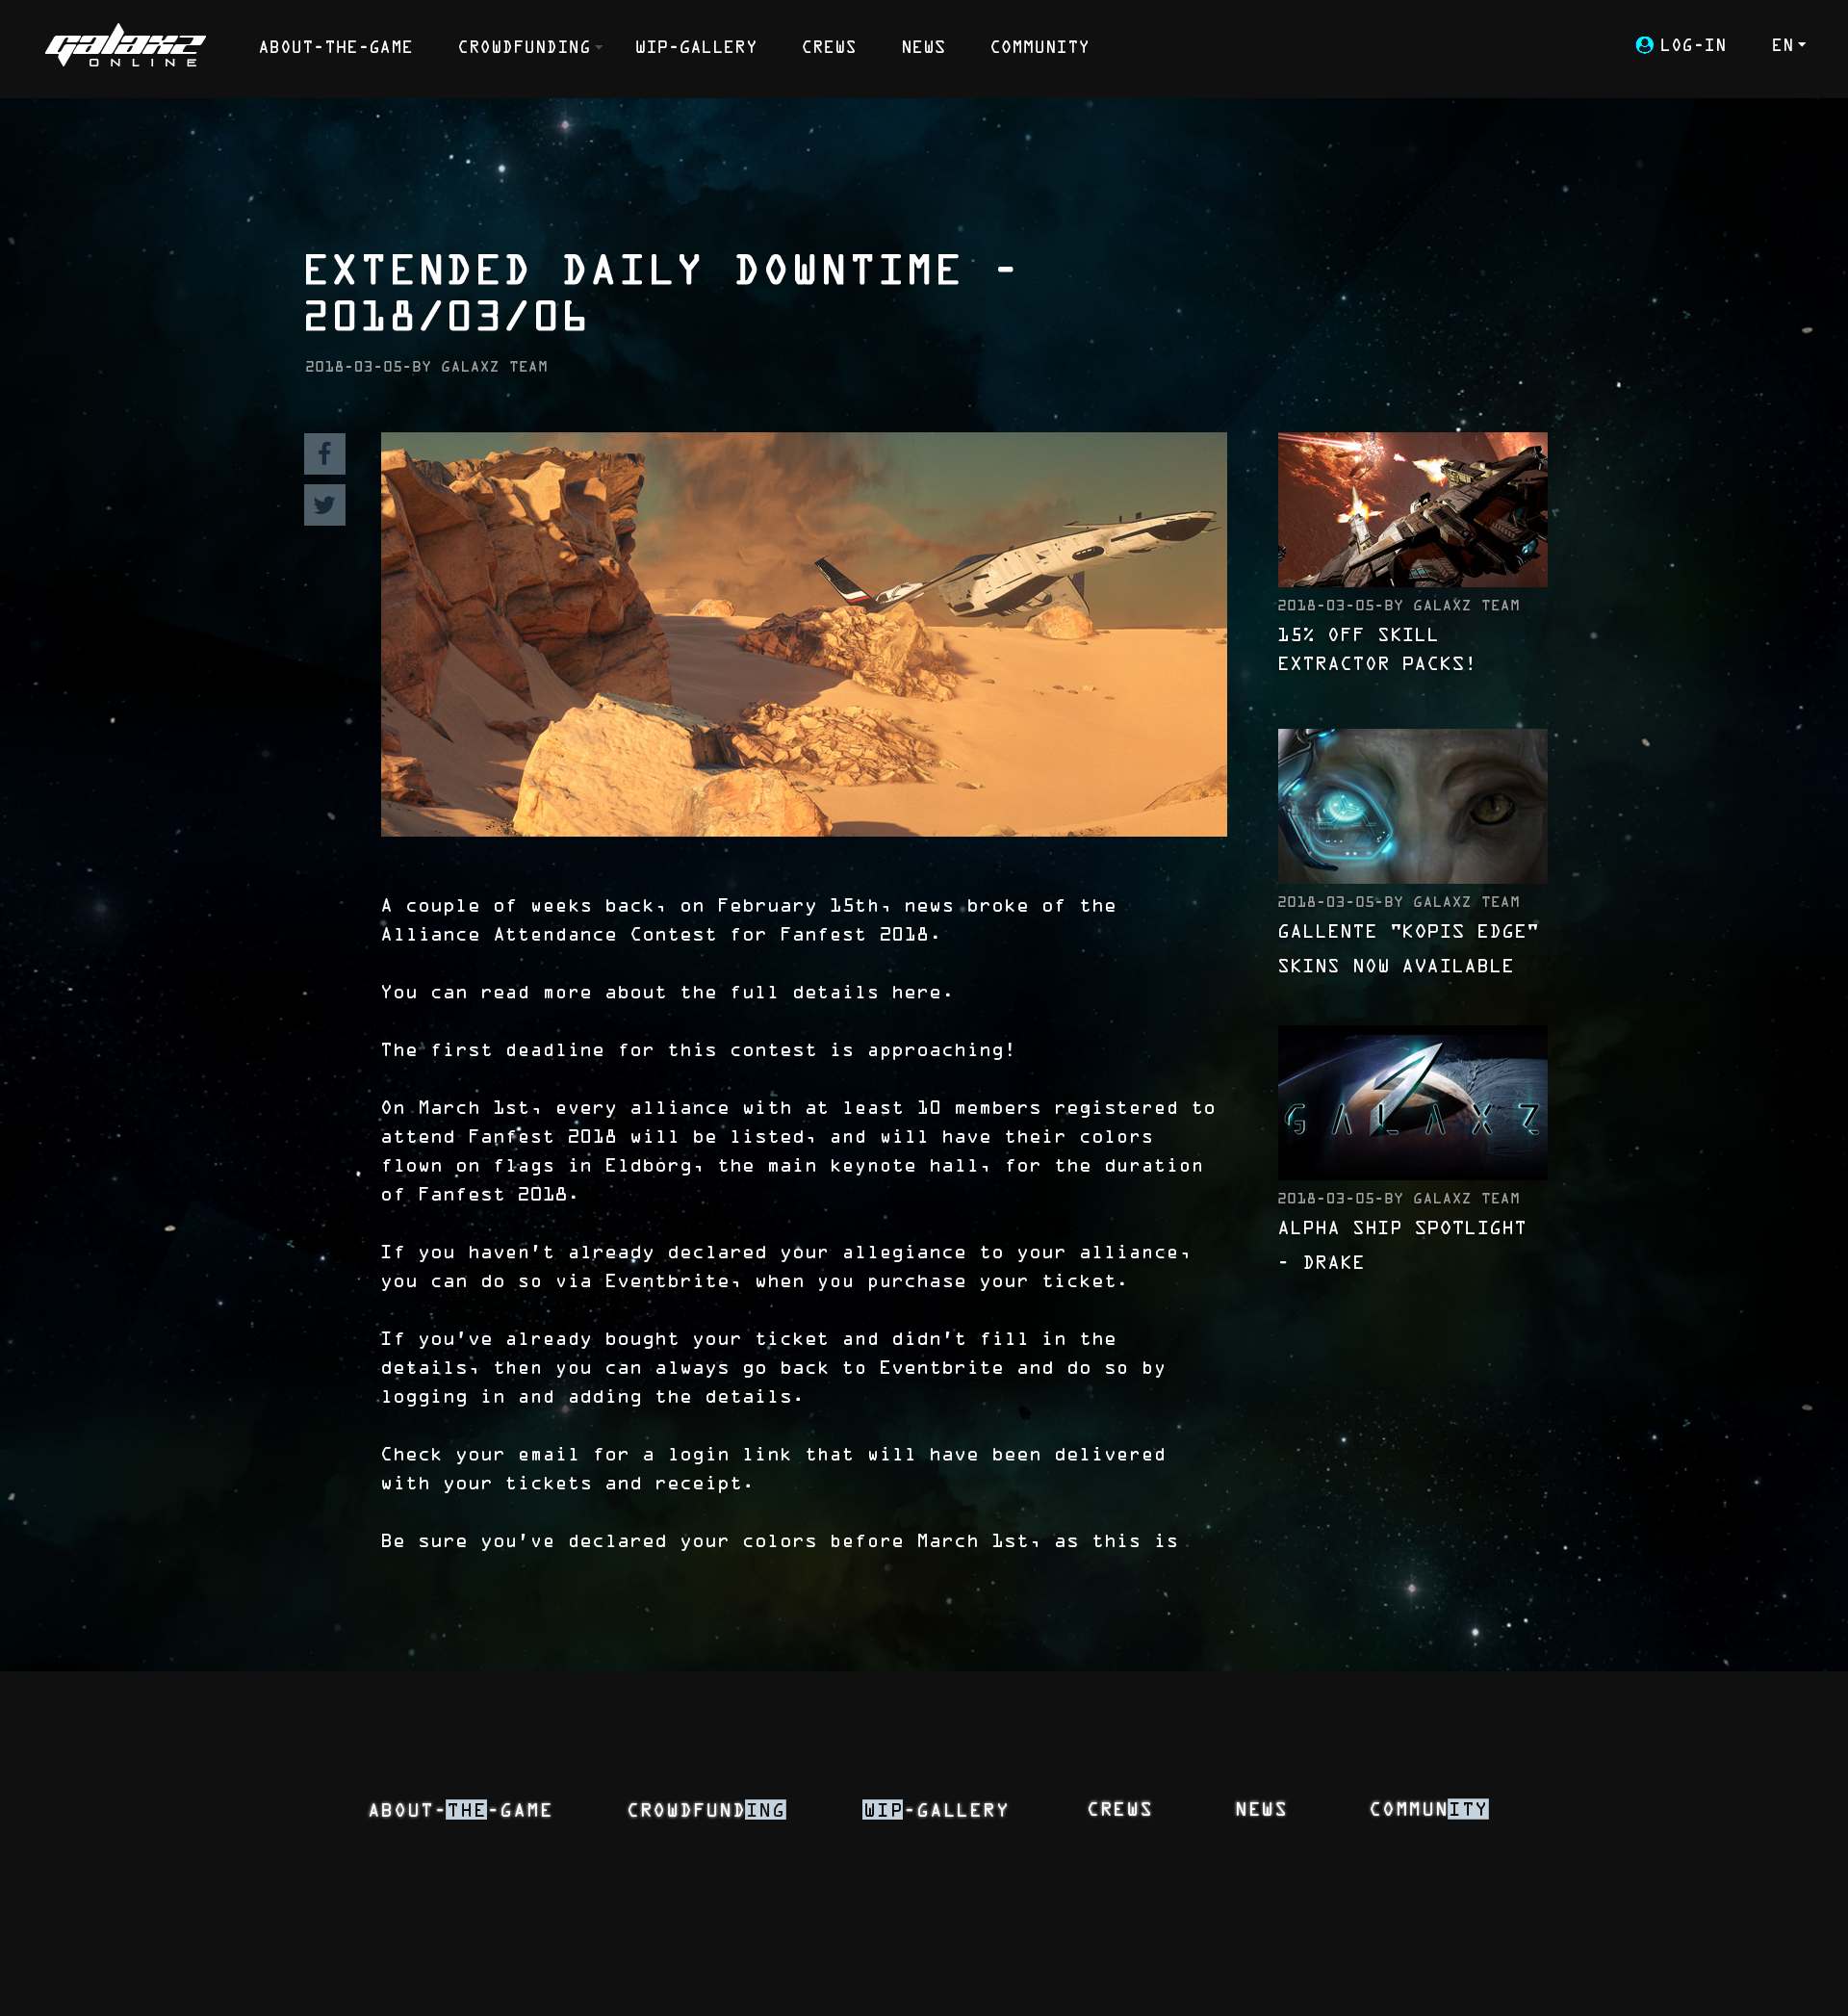 galaxz
ONLINE
ABOUT-THE-GAME
CROWDFUNDING
WIP-GALLERY
CREWS
NEWS
COMMUNITY
LOG-IN
EN
EXTENDED DAILY DOWNTIME -
2018/03/06
2018-03-05-BY GALAXZ TEAM
A couple of weeks back, on February 15th, news broke of the
Alliance Attendance Contest for Fanfest 2018.
You can read more about the full details here.
The first deadline for this contest is approaching!
On March 1st, every alliance with at least 10 members registered to
attend Fanfest 2018 will be listed, and will have their colors
flown on flags in Eldborg, the main keynote hall, for the duration
of Fanfest 2018.
If you haven't already declared your allegiance to your alliance,
you can do so via Eventbrite, when you purchase your ticket.
If you've already bought your ticket and didn't fill in the
details, then you can always go back to Eventbrite and do so by
logging in and adding the details.
Check your email for a login link that will have been delivered
with your tickets and receipt.
Be sure you've declared your colors before March 1st, as this is
2018-03-05-BY GALAXZ TEAM
15% OFF SKILL
EXTRACTOR PACKS!
2018-03-05-BY GALAXZ TEAM
GALLENTE "KOPIS EDGE"
SKINS NOW AVAILABLE
GALAXZ
2018-03-05-BY GALAXZ TEAM
ALPHA SHIP SPOTLIGHT
- DRAKE
ABOUT-THE-GAME
CROWDFUNDING
WIP-GALLERY
CREWS
NEWS
COMMUNITY